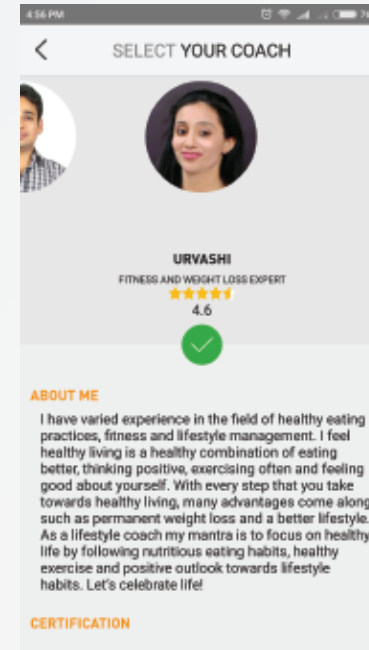 4:56 PM
SELECT YOUR COACH
URVASHI
FITNESS AND WEIGHT LOSS EXPERT
4.6
ABOUT ME
I have varied experience in the field of healthy eating
practices, fitness and lifestyle management. I feel
healthy living is a healthy combination of eating
better, thinking positive, exercising often and feeling
good about yourself. With every step that you take
towards healthy living, many advantages come along
such as permanent weight loss and a better lifestyle.
As a lifestyle coach my mantra is to focus on healthy
life by following nutritious eating habits, healthy
exercise and positive outlook towards lifestyle
habits. Let's celebrate life!
CERTIFICATION